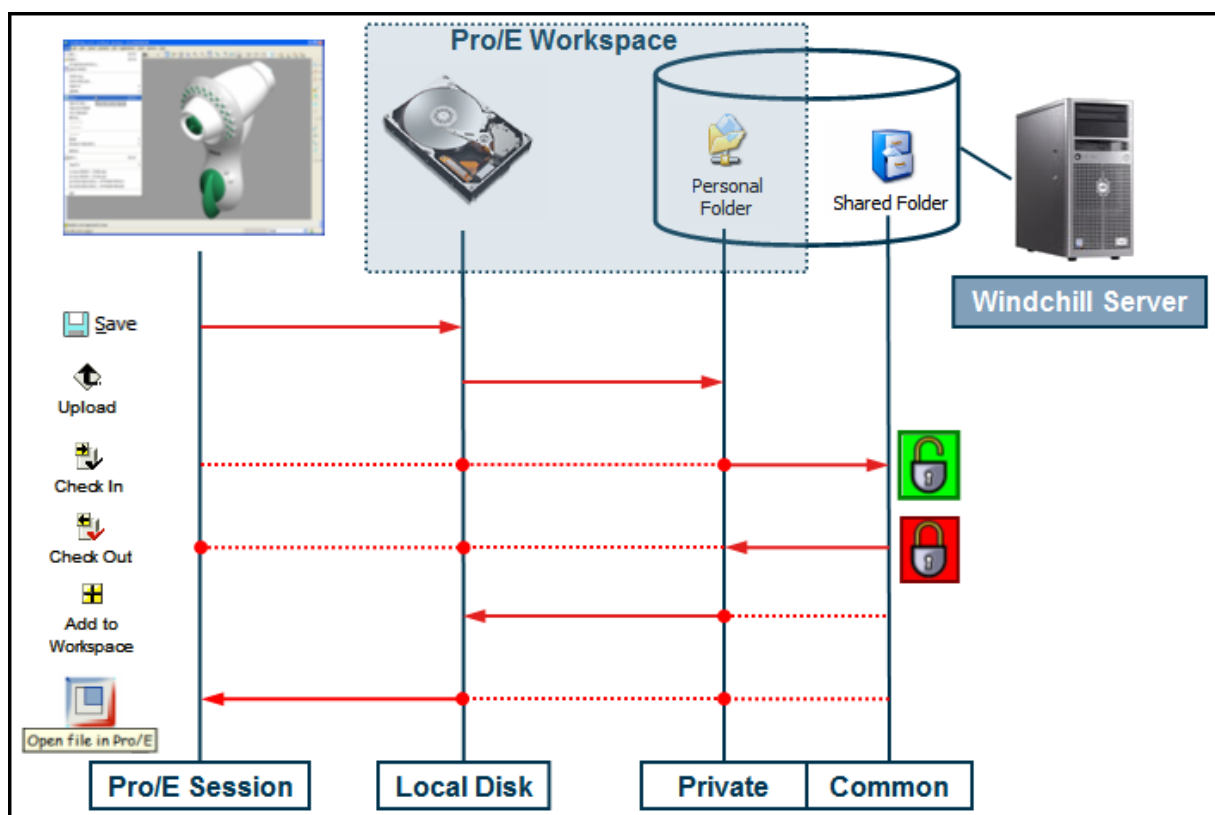 Pro/E Workspace
Personal
Folder
Shared Folder
Windchill Server
Save
Upload
Check In
Check Out
Add to
Workspace
Open file in Pro/E
Pro/E Session
Local Disk
Private
Common